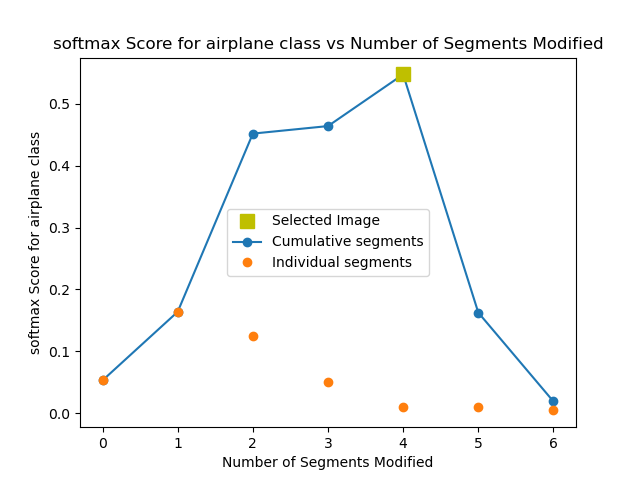 softmax Score for airplane class vs Number of Segments Modified
softmax Score for airplane class
0.5
0.4
0.3
0.2
0.1
0.0
Selected Image
Cumulative segments
Individual segments
0 1 2 3 4 5 6
Number of Segments Modified